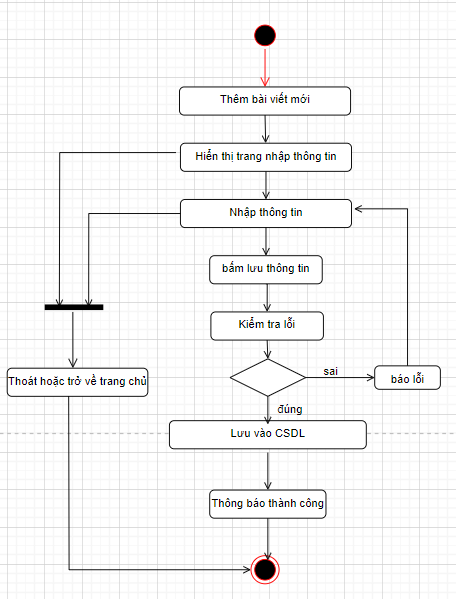 Thêm bài viết mới
Hiển thị trang nhập thông tin
Nhập thông tin
bấm lưu thông tin
Kiểm tra lỗi
sai
báo lỗi
Thoát hoặc trở về trang chủ
đúng
Lưu vào CSDL
Thông báo thành công